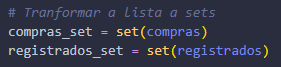 # Tranformar a lista a sets
compras_set = set(compras)
registrados_set = set(registrados)